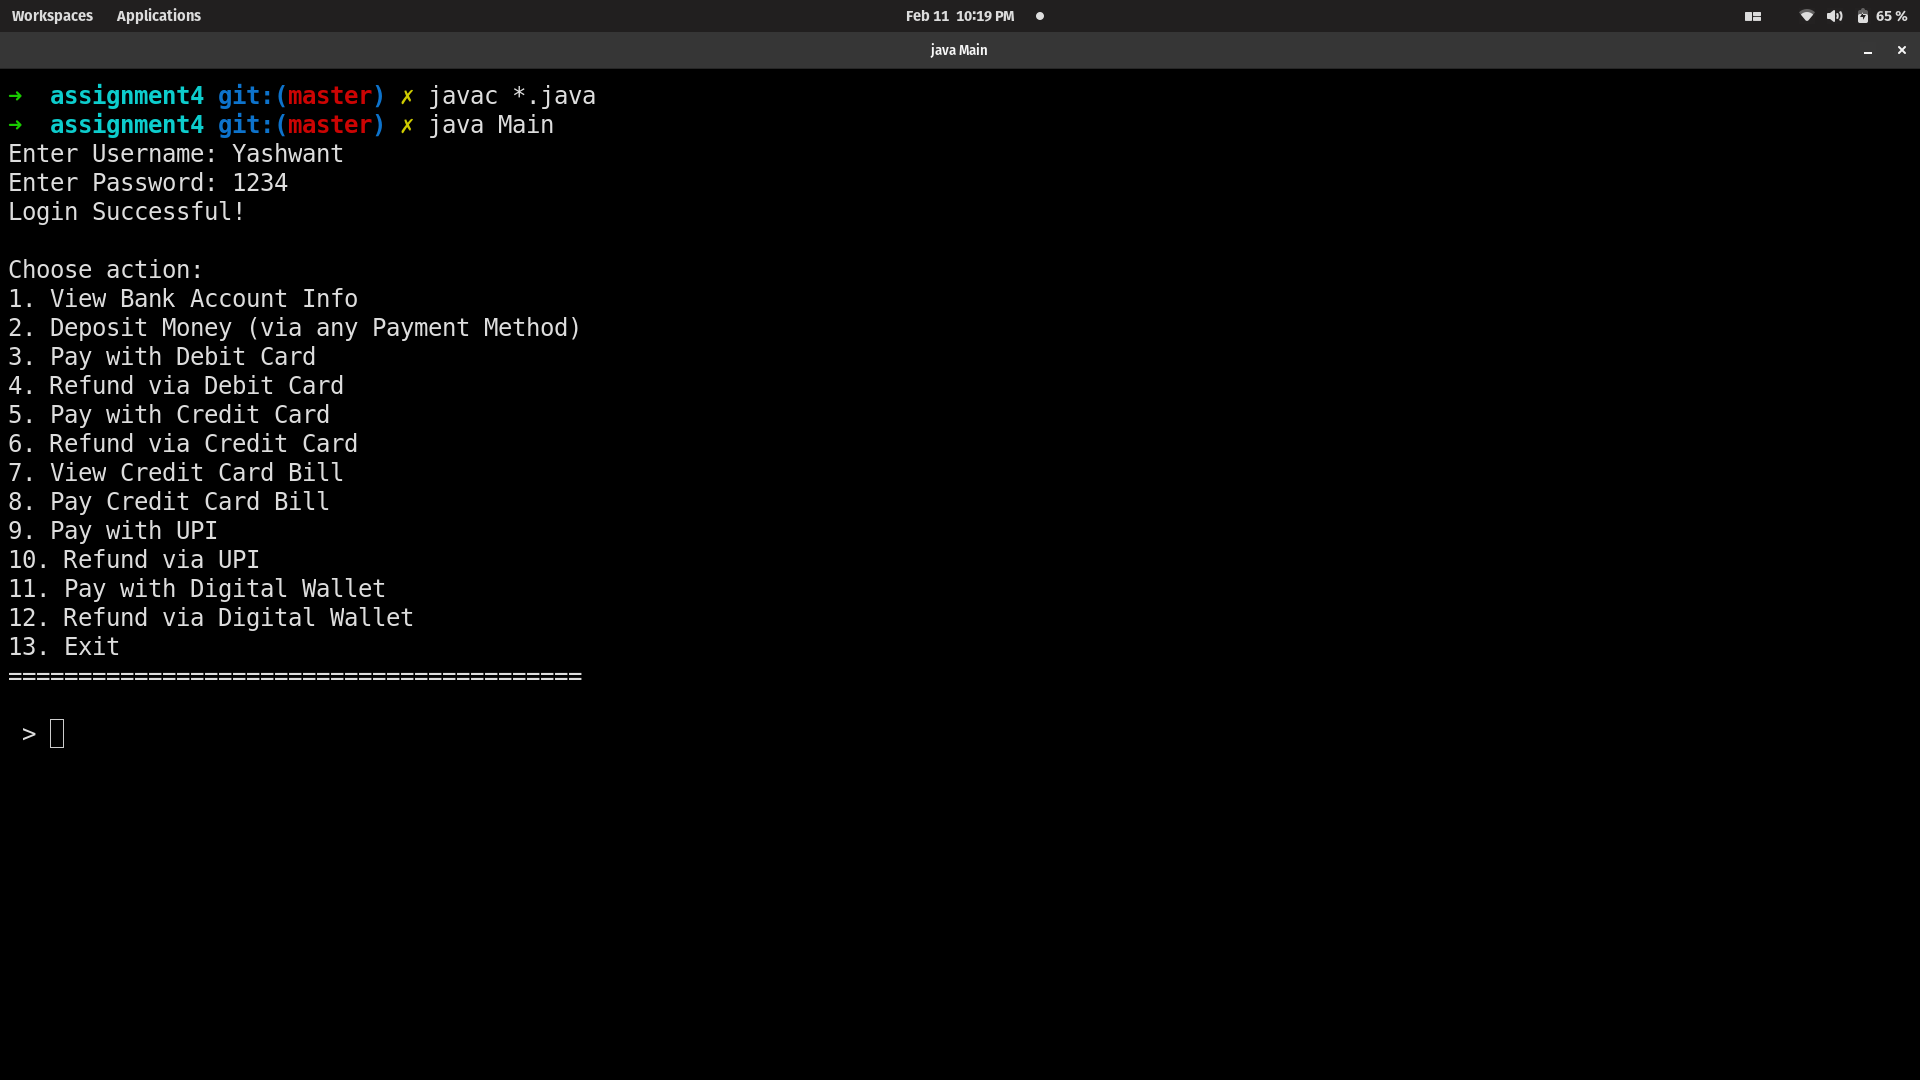 Workspaces Applications Feb 11 10:19 PM 65 %
java Main
➜ assignment4 git:(master) ✗ javac *.java
➜ assignment4 git:(master) ✗ java Main
Enter Username: Yashwant
Enter Password: 1234
Login Successful!
Choose action:
1. View Bank Account Info
2. Deposit Money (via any Payment Method)
3. Pay with Debit Card
4. Refund via Debit Card
5. Pay with Credit Card
6. Refund via Credit Card
7. View Credit Card Bill
8. Pay Credit Card Bill
9. Pay with UPI
10. Refund via UPI
11. Pay with Digital Wallet
12. Refund via Digital Wallet
13. Exit
=========================================
>